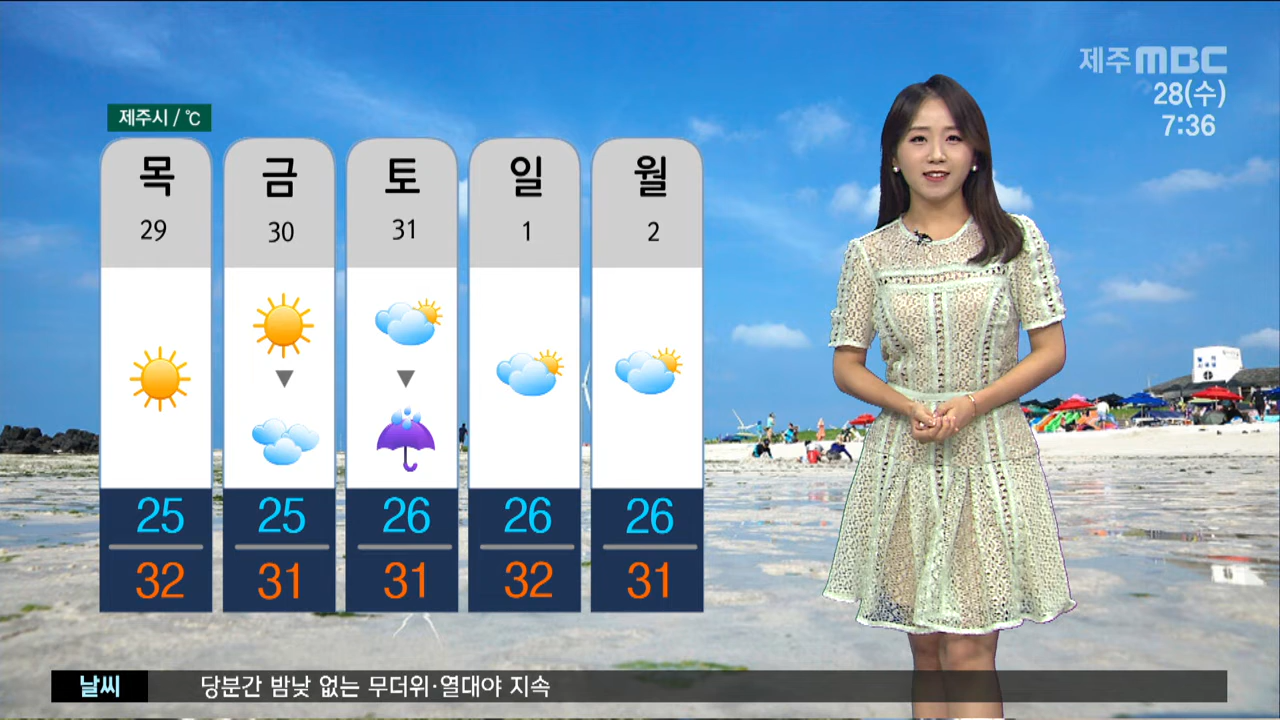 제주MBC
28(수)
7:36
제주시 / ℃
목 금 토 일 월
29 30 31 1 2
25 25 26 26 26
32 31 31 32 31
날씨 당분간 밤낮 없는 무더위·열대야 지속